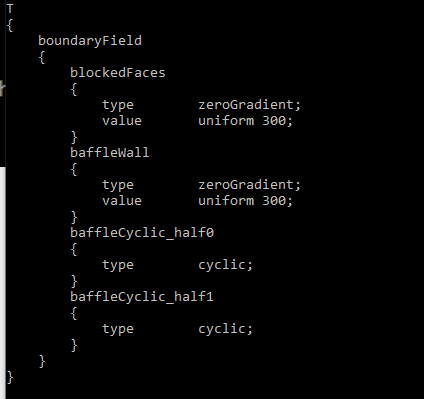 T
{
    boundaryField
    {
        blockedFaces
        {
            type        zeroGradient;
            value       uniform 300;
        }
        baffleWall
        {
            type        zeroGradient;
            value       uniform 300;
        }
        baffleCyclic_half0
        {
            type        cyclic;
        }
        baffleCyclic_half1
        {
            type        cyclic;
        }
    }
}